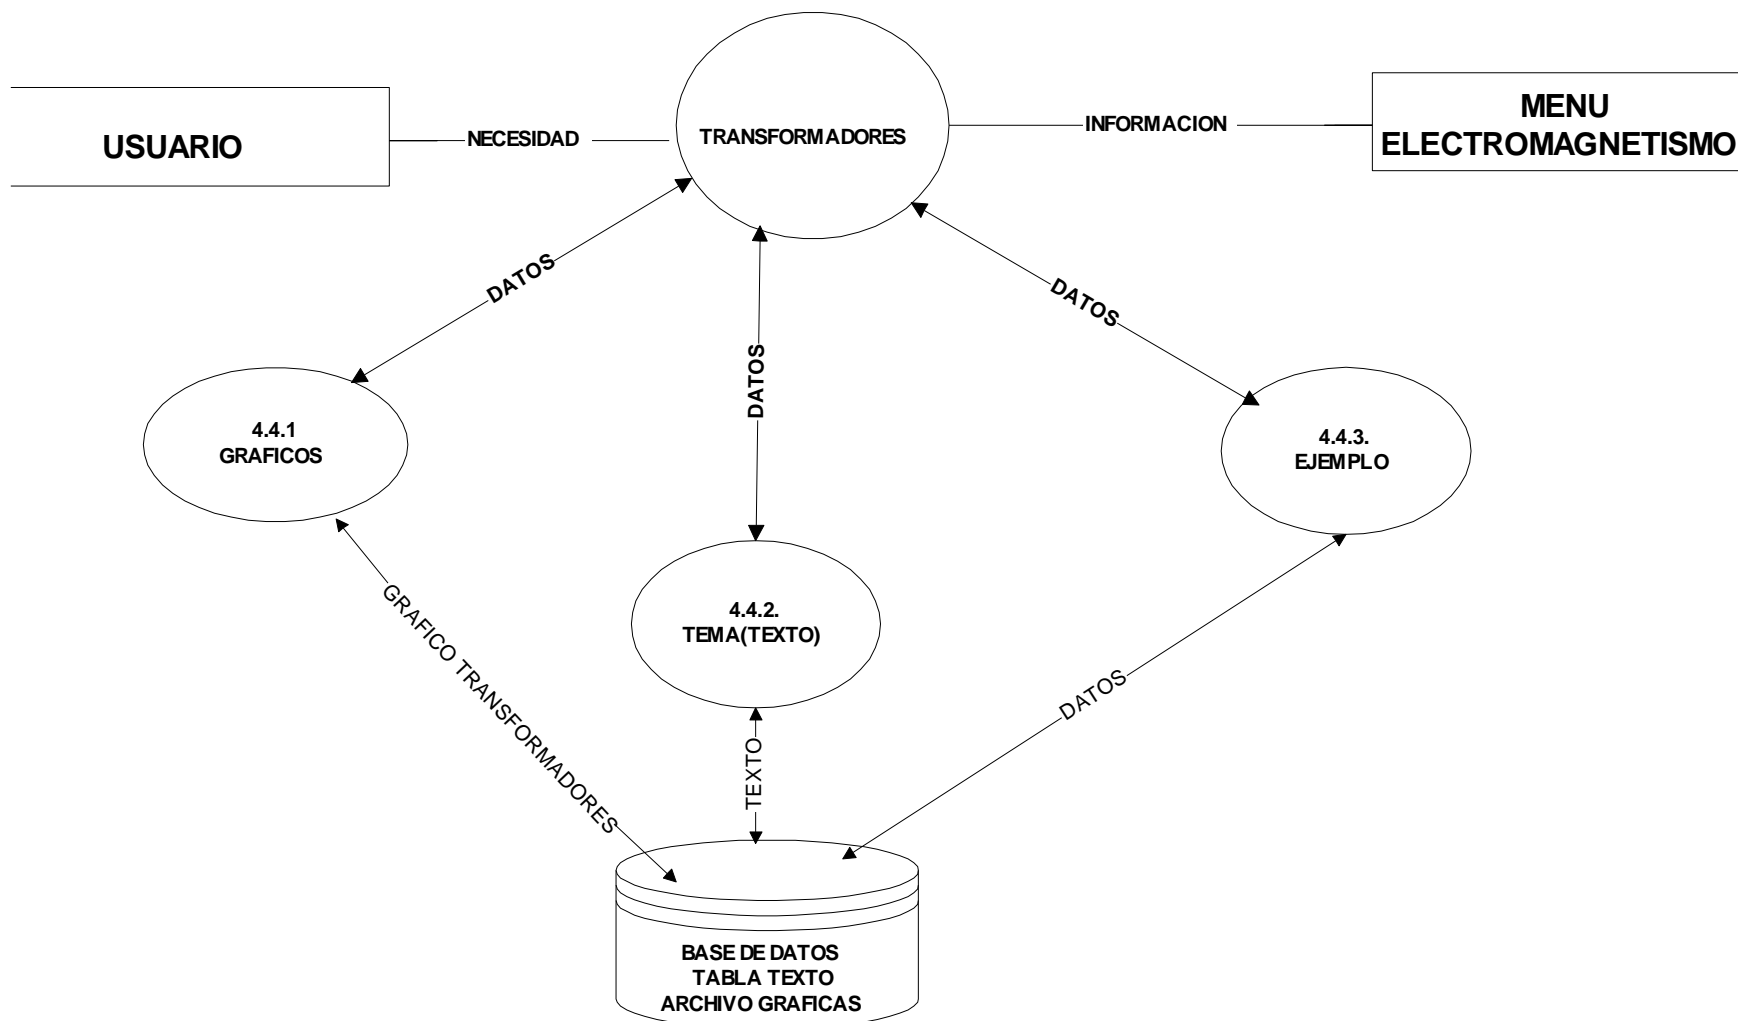 USUARIO
NECESIDAD
TRANSFORMADORES
INFORMACION
MENU
ELECTROMAGNETISMO
DATOS
DATOS
DATOS
4.4.1
GRAFICOS
4.4.2.
TEMA(TEXTO)
4.4.3.
EJEMPLO
GRAFICO TRANSFORMADORES
TEXTO
DATOS
BASE DE DATOS
TABLA TEXTO
ARCHIVO GRAFICAS